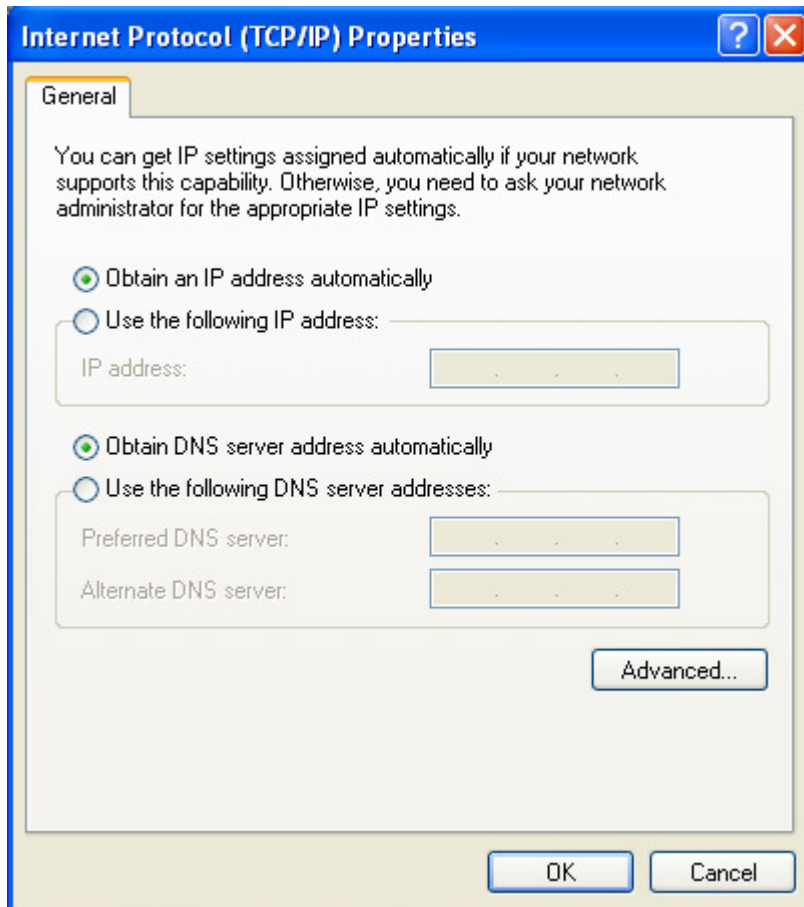 Internet Protocol (TCP/IP) Properties
General
You can get IP settings assigned automatically if your network
supports this capability. Otherwise, you need to ask your network
administrator for the appropriate IP settings.
Obtain an IP address automatically
Use the following IP address:
IP address:
Obtain DNS server address automatically
Use the following DNS server addresses:
Preferred DNS server:
Alternate DNS server:
Advanced...
OK Cancel